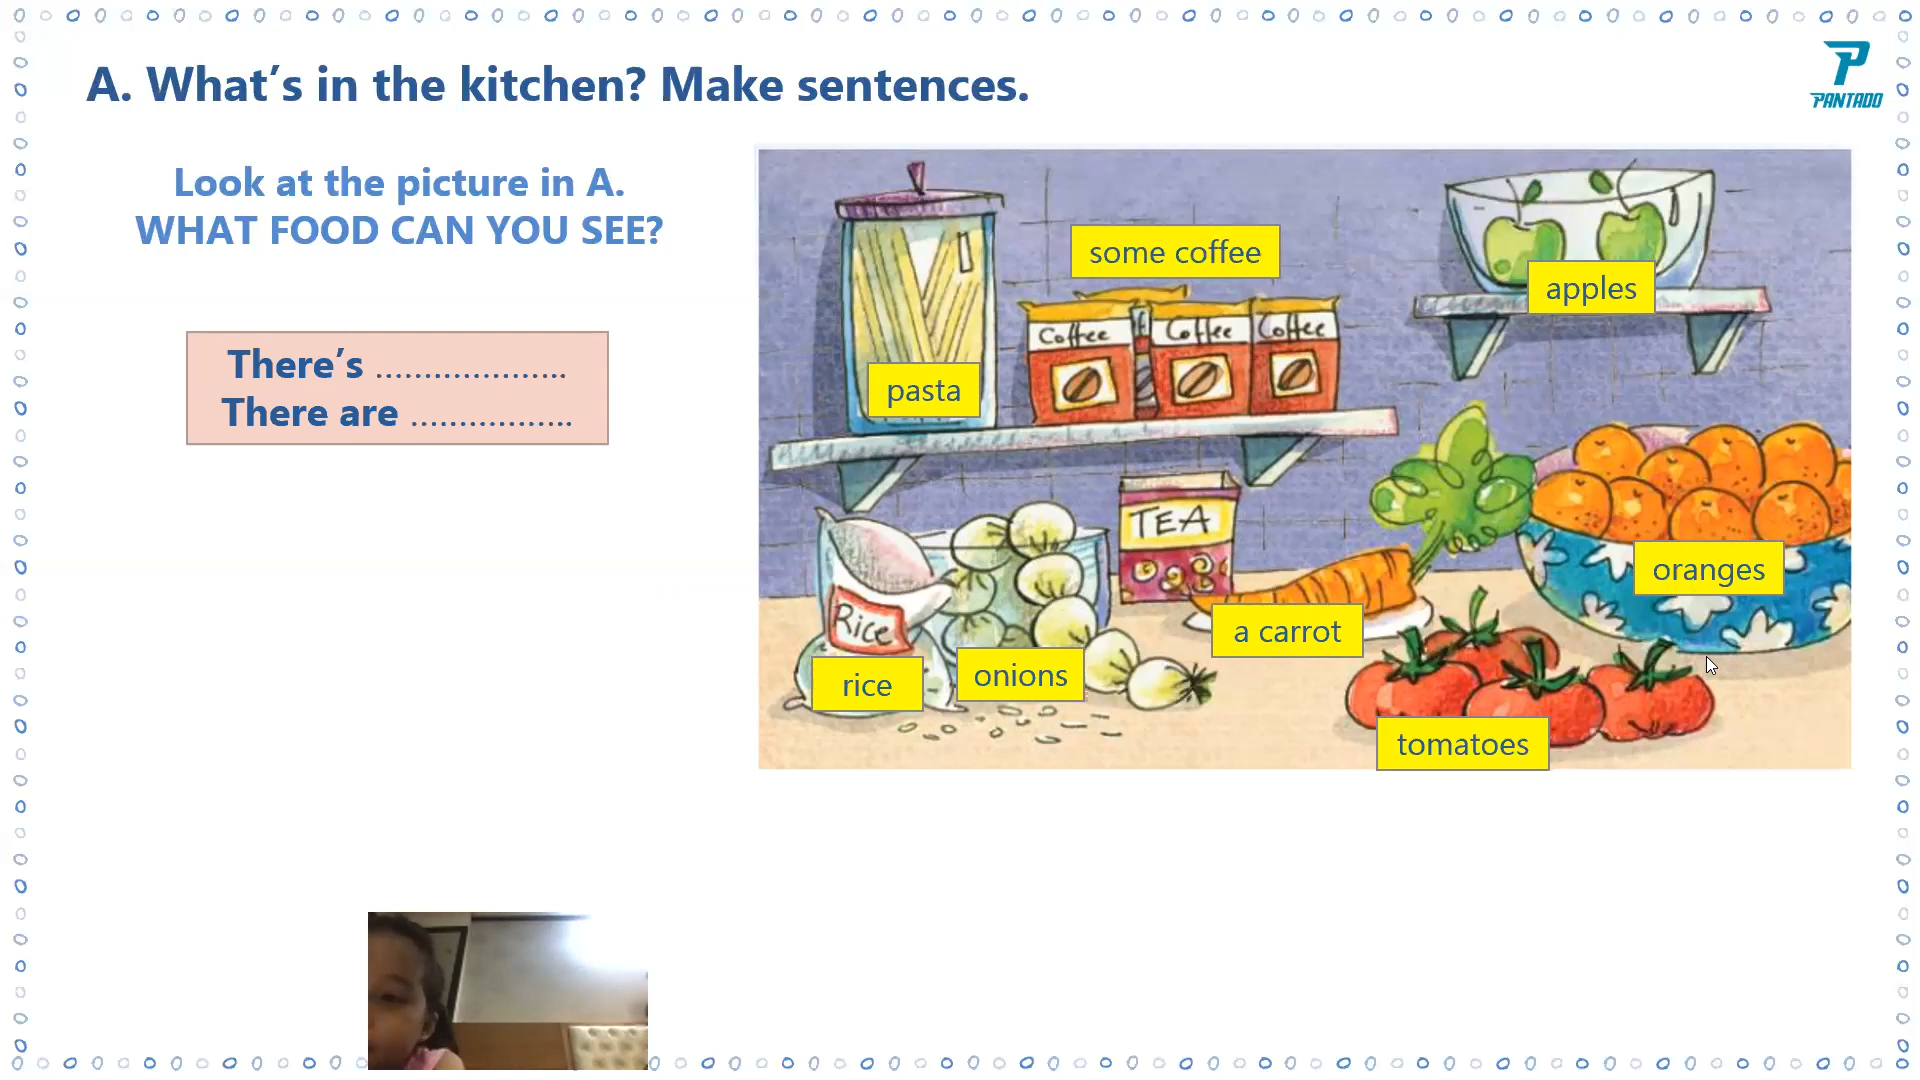 A. What's in the kitchen? Make sentences.
PANTADO
Look at the picture in A.
WHAT FOOD CAN YOU SEE?
There's ....................
There are .................
some coffee
apples
Coffee
Coffee
Coffee
pasta
TEA
oranges
Rice
a carrot
rice
onions
tomatoes